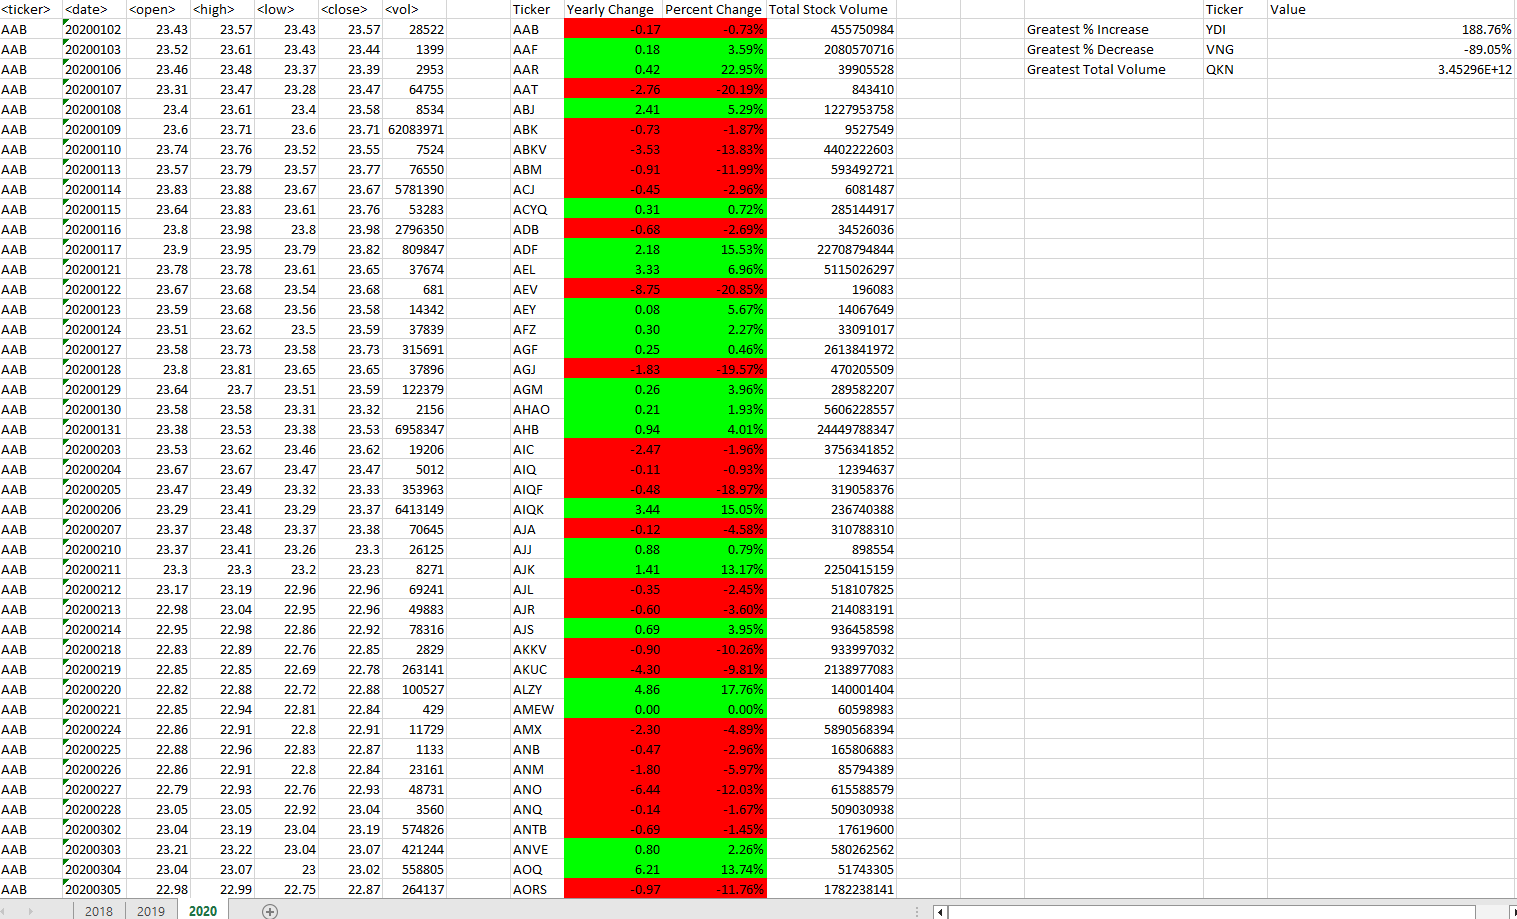 <ticker> <date> <open> <high> <low> <close> <vol> Ticker Yearly Change Percent Change Total Stock Volume Ticker Value
AAB 20200102 23.43 23.57 23.43 23.57 28522 AAB -0.17 -0.73% 455750984 Greatest % Increase YDI 188.76%
AAB 20200103 23.52 23.61 23.43 23.44 1399 AAF 0.18 3.59% 2080570716 Greatest % Decrease VNG -89.05%
AAB 20200106 23.46 23.48 23.37 23.39 2953 AAR 0.42 22.95% 39905528 Greatest Total Volume QKN 3.45296E+12
AAB 20200107 23.31 23.47 23.28 23.47 64755 AAT -2.76 -20.19% 843410
AAB 20200108 23.4 23.61 23.4 23.58 8534 ABJ 2.41 5.29% 1227953758
AAB 20200109 23.6 23.71 23.6 23.71 62083971 ABK -0.73 -1.87% 9527549
AAB 20200110 23.74 23.76 23.52 23.55 7524 ABKV -3.53 -13.83% 4402222603
AAB 20200113 23.57 23.79 23.57 23.77 76550 ABM -0.91 -11.99% 593492721
AAB 20200114 23.83 23.88 23.67 23.67 5781390 ACJ -0.45 -2.96% 6081487
AAB 20200115 23.64 23.83 23.61 23.76 53283 ACYQ 0.31 0.72% 285144917
AAB 20200116 23.8 23.98 23.8 23.98 2796350 ADB -0.68 -2.69% 34526036
AAB 20200117 23.9 23.95 23.79 23.82 809847 ADF 2.18 15.53% 22708794844
AAB 20200121 23.78 23.78 23.61 23.65 37674 AEL 3.33 6.96% 5115026297
AAB 20200122 23.67 23.68 23.54 23.68 681 AEV -8.75 -20.85% 196083
AAB 20200123 23.59 23.68 23.56 23.58 14342 AEY 0.08 5.67% 14067649
AAB 20200124 23.51 23.62 23.5 23.59 37839 AFZ 0.30 2.27% 33091017
AAB 20200127 23.58 23.73 23.58 23.73 315691 AGF 0.25 0.46% 2613841972
AAB 20200128 23.8 23.81 23.65 23.65 37896 AGJ -1.83 -19.57% 470205509
AAB 20200129 23.64 23.7 23.51 23.59 122379 AGM 0.26 3.96% 289582207
AAB 20200130 23.58 23.58 23.31 23.32 2156 AHAO 0.21 1.93% 5606228557
AAB 20200131 23.38 23.53 23.38 23.53 6958347 AHB 0.94 4.01% 24449788347
AAB 20200203 23.53 23.62 23.46 23.62 19206 AIC -2.47 -1.96% 3756341852
AAB 20200204 23.67 23.67 23.47 23.47 5012 AIQ -0.11 -0.93% 12394637
AAB 20200205 23.47 23.49 23.32 23.33 353963 AIQF -0.48 -18.97% 319058376
AAB 20200206 23.29 23.41 23.29 23.37 6413149 AIQK 3.44 15.05% 236740388
AAB 20200207 23.37 23.48 23.37 23.38 70645 AJA -0.12 -4.58% 310788310
AAB 20200210 23.37 23.41 23.26 23.3 26125 AJJ 0.88 0.79% 898554
AAB 20200211 23.3 23.3 23.2 23.23 8271 AJK 1.41 13.17% 2250415159
AAB 20200212 23.17 23.19 22.96 22.96 69241 AJL -0.35 -2.45% 518107825
AAB 20200213 22.98 23.04 22.95 22.96 49883 AJR -0.60 -3.60% 214083191
AAB 20200214 22.95 22.98 22.86 22.92 78316 AJS 0.69 3.95% 936458598
AAB 20200218 22.83 22.89 22.76 22.85 2829 AKKV -0.90 -10.26% 933997032
AAB 20200219 22.85 22.85 22.69 22.78 263141 AKUC -4.30 -9.81% 2138977083
AAB 20200220 22.82 22.88 22.72 22.88 100527 ALZY 4.86 17.76% 140001404
AAB 20200221 22.85 22.94 22.81 22.84 429 AMEW 0.00 0.00% 60598983
AAB 20200224 22.86 22.91 22.8 22.91 11729 AMX -2.30 -4.89% 5890568394
AAB 20200225 22.88 22.96 22.83 22.87 1133 ANB -0.47 -2.96% 165806883
AAB 20200226 22.86 22.91 22.8 22.84 23161 ANM -1.80 -5.97% 85794389
AAB 20200227 22.79 22.93 22.76 22.93 48731 ANO -6.44 -12.03% 615588579
AAB 20200228 23.05 23.05 22.92 23.04 3560 ANQ -0.14 -1.67% 509030938
AAB 20200302 23.04 23.19 23.04 23.19 574826 ANTB -0.69 -1.45% 17619600
AAB 20200303 23.21 23.22 23.04 23.07 421244 ANVE 0.80 2.26% 580262562
AAB 20200304 23.04 23.07 23 23.02 558805 AOQ 6.21 13.74% 51743305
AAB 20200305 22.98 22.99 22.75 22.87 264137 AORS -0.97 -11.76% 1782238141
2018 2019 2020